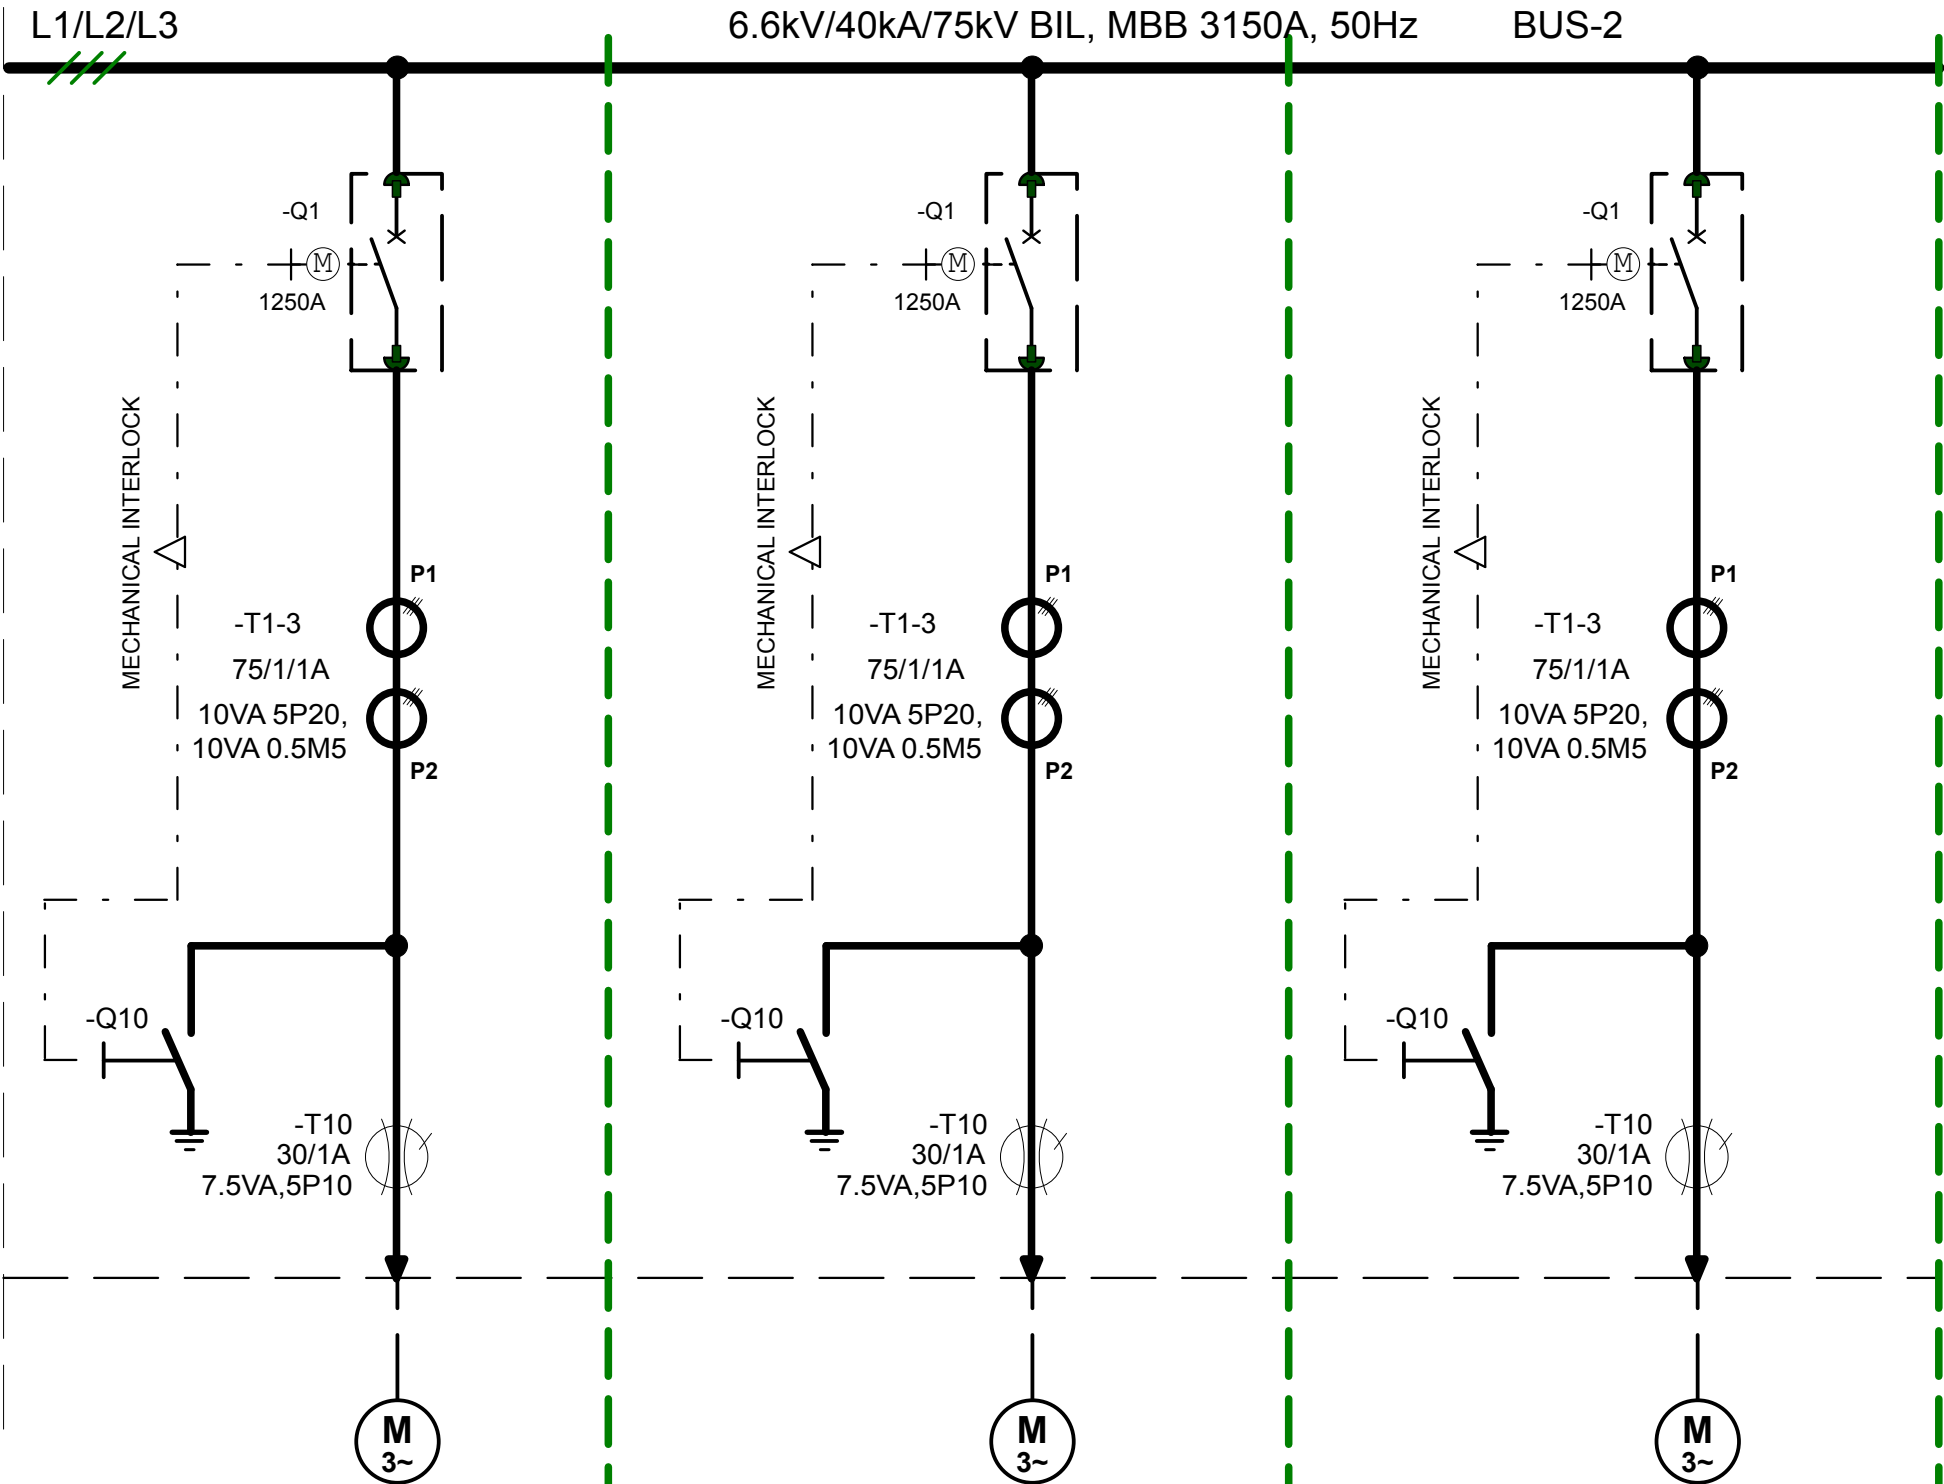 L1/L2/L3 6.6kV/40kA/75kV BIL, MBB 3150A, 50Hz BUS-2
-Q1
M
1250A
MECHANICAL INTERLOCK
P1
-T1-3
75/1/1A
10VA 5P20,
10VA 0.5M5
P2
-Q10
-T10
30/1A
7.5VA,5P10
M
3~
-Q1
M
1250A
MECHANICAL INTERLOCK
P1
-T1-3
75/1/1A
10VA 5P20,
10VA 0.5M5
P2
-Q10
-T10
30/1A
7.5VA,5P10
M
3~
-Q1
M
1250A
MECHANICAL INTERLOCK
P1
-T1-3
75/1/1A
10VA 5P20,
10VA 0.5M5
P2
-Q10
-T10
30/1A
7.5VA,5P10
M
3~